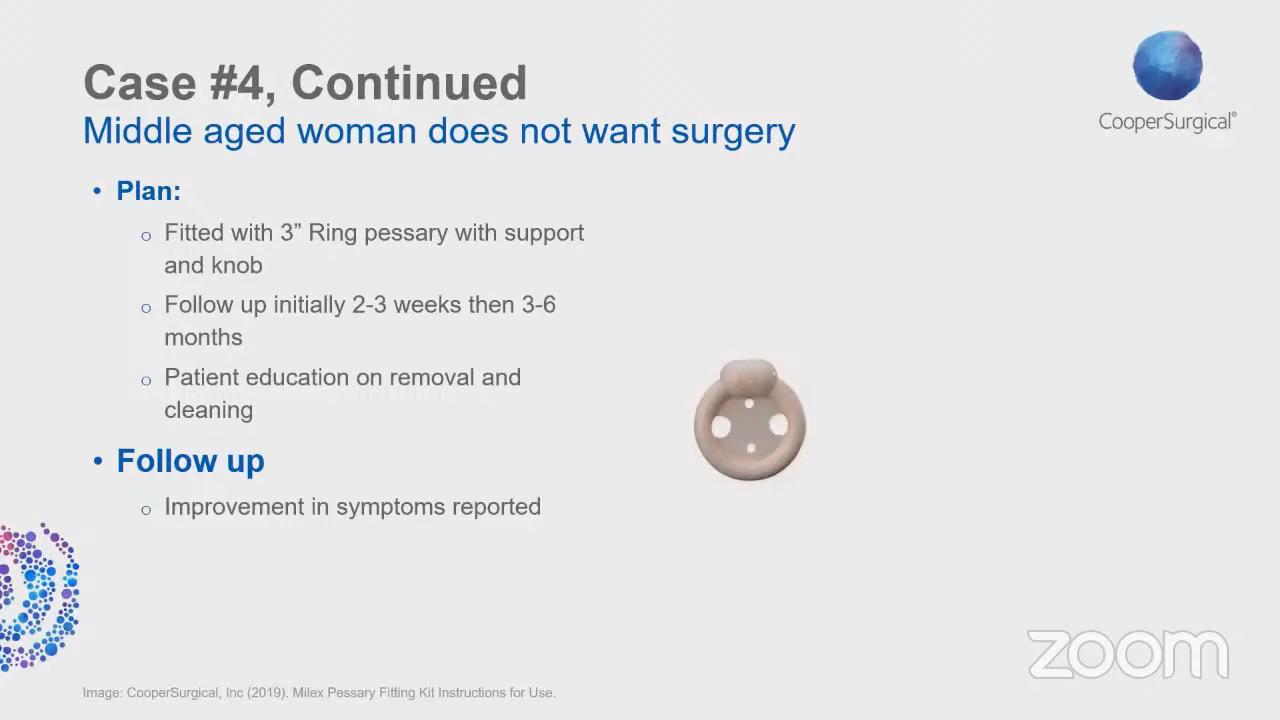 Case #4, Continued
Middle aged woman does not want surgery
CooperSurgical®
• Plan:
o Fitted with 3” Ring pessary with support
and knob
o Follow up initially 2-3 weeks then 3-6
months
o Patient education on removal and
cleaning
• Follow up
o Improvement in symptoms reported
zoom
Image: CooperSurgical, Inc (2019). Milex Pessary Fitting Kit Instructions for Use.